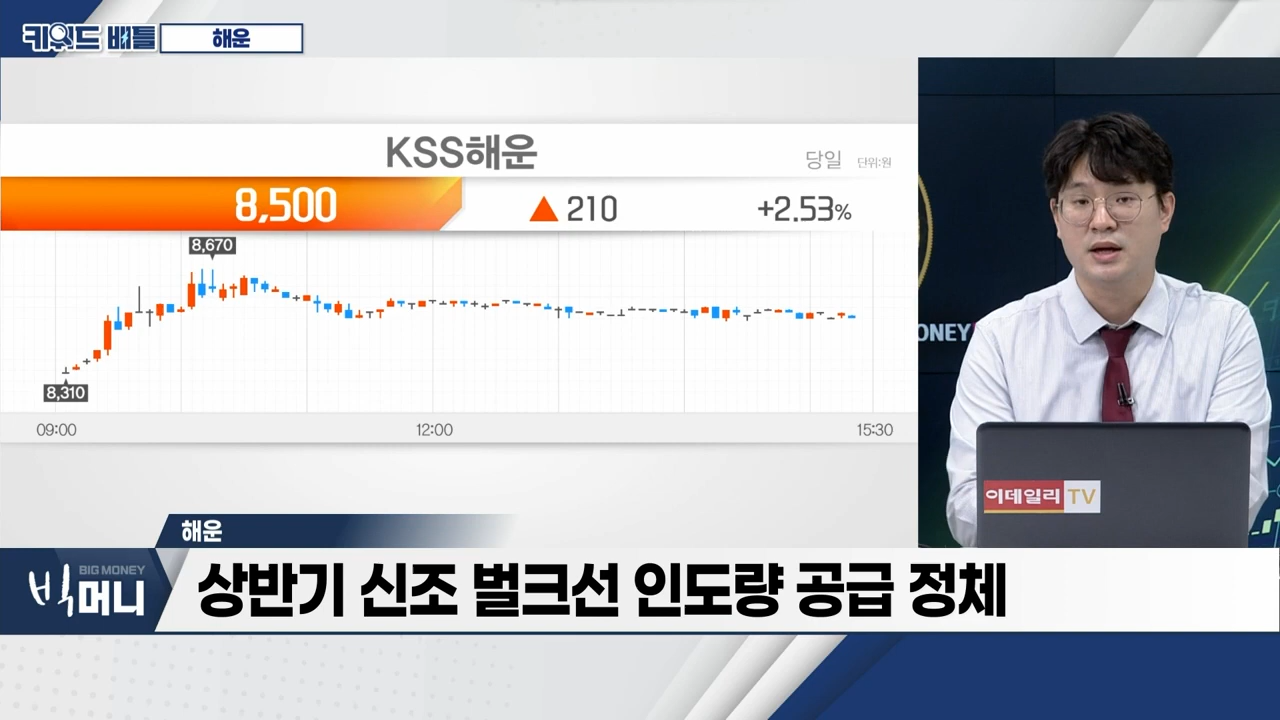 키워드 배틀
해운
KSS해운
당일 단위:원
8,500 ▲ 210 +2.53%
8,670
8,310
09:00 12:00 15:30
ONEY
이데일리 TV
해운
BIG MONEY
빅머니
상반기 신조 벌크선 인도량 공급 정체